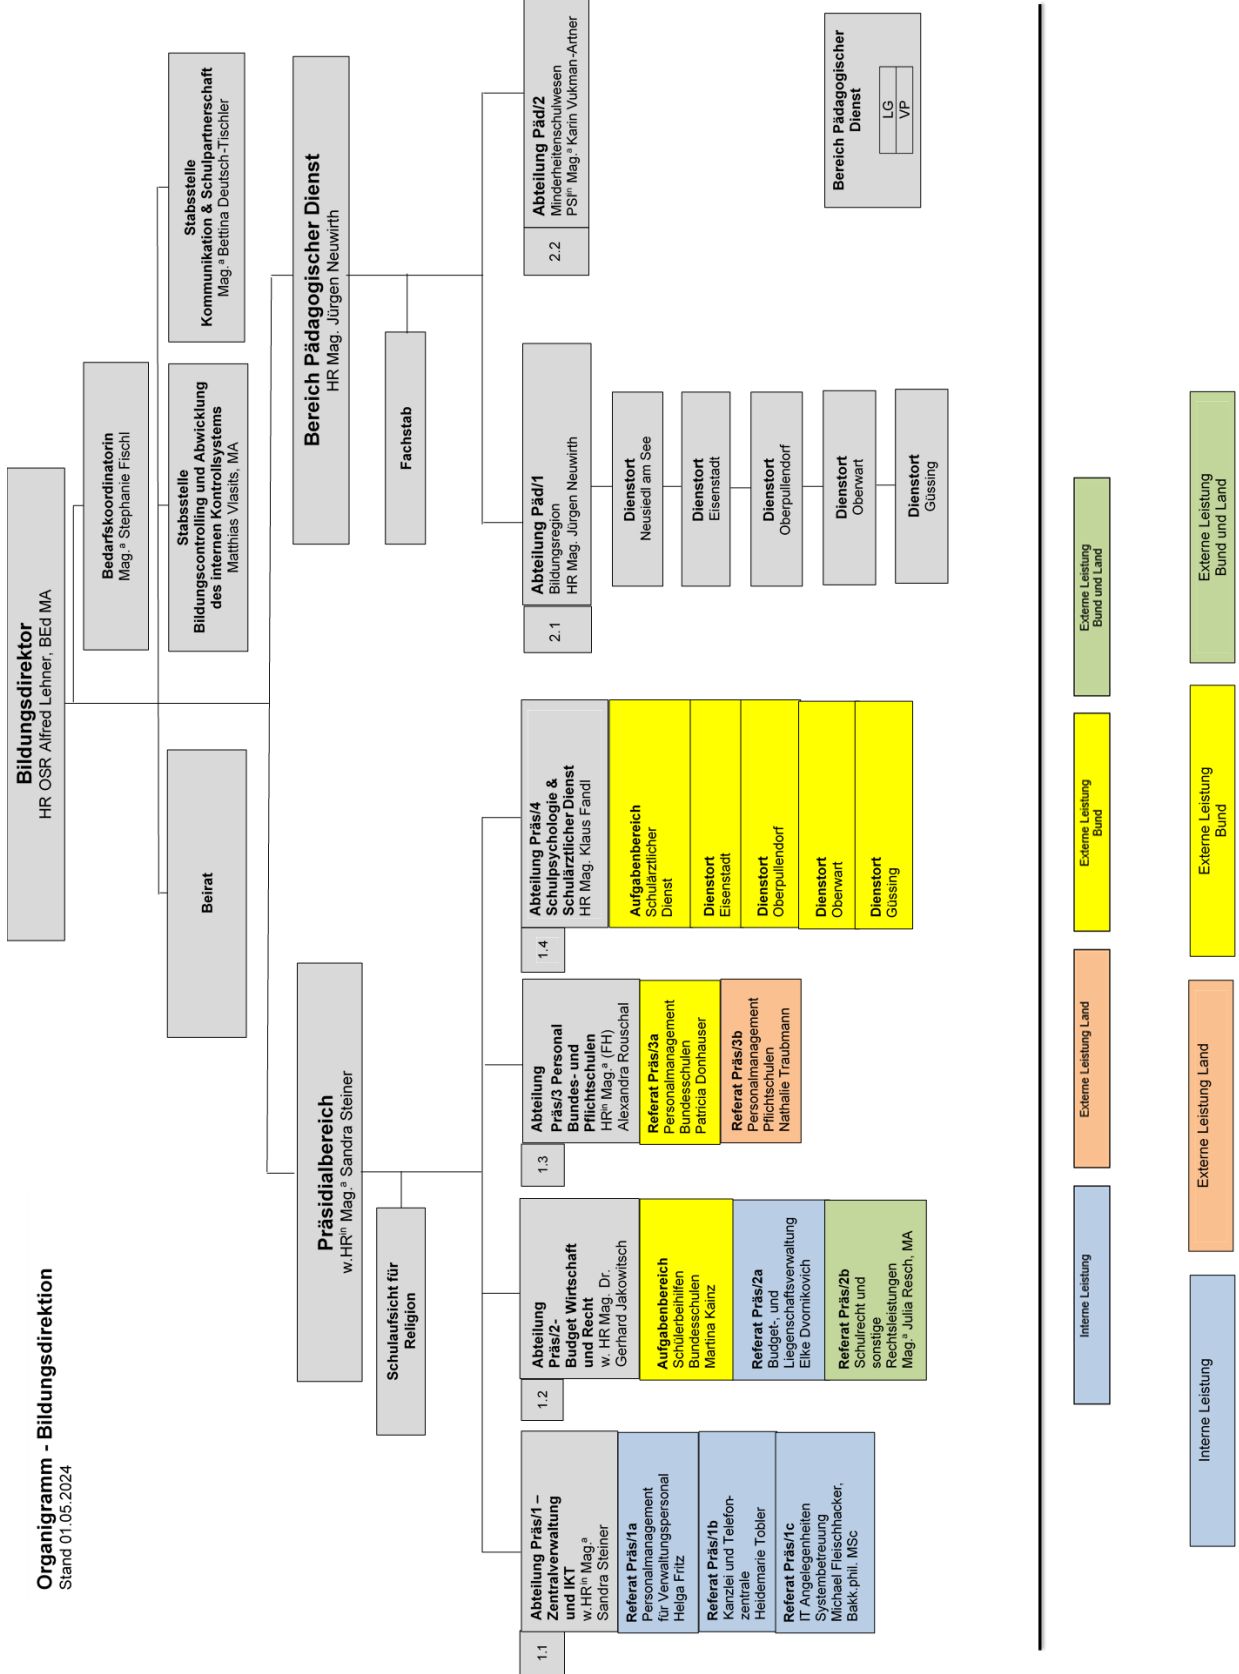 Organigramm - Bildungsdirektion
Stand 01.05.2024
Bildungsdirektor
HR OSR Alfred Lehner, BEd MA
Bedarfskoordinatorin
Mag.ª Stephanie Fischl
Beirat
Stabsstelle
Bildungscontrolling und Abwicklung
des internen Kontrollsystems
Matthias Vlasits, MA
Stabsstelle
Kommunikation & Schulpartnerschaft
Mag.ª Bettina Deutsch-Tischler
Präsidialbereich
w.HRⁱⁿ Mag.ª Sandra Steiner
Bereich Pädagogischer Dienst
HR Mag. Jürgen Neuwirth
Schulaufsicht für
Religion
Fachstab
1.1
Abteilung Präs/1 –
Zentralverwaltung
und IKT
w.HRⁱⁿ Mag.ª
Sandra Steiner
Referat Präs/1a
Personalmanagement
für Verwaltungspersonal
Helga Fritz
Referat Präs/1b
Kanzlei und Telefon-
zentrale
Heidemarie Tobler
Referat Präs/1c
IT Angelegenheiten
Systembetreuung
Michael Fleischhacker,
Bakk.phil. MSc
1.2
Abteilung
Präs/2-
Budget Wirtschaft
und Recht
w. HR Mag. Dr.
Gerhard Jakowitsch
Aufgabenbereich
Schülerbeihilfen
Bundesschulen
Martina Kainz
Referat Präs/2a
Budget-, und
Liegenschaftsverwaltung
Elke Dvornikovich
Referat Präs/2b
Schulrecht und
sonstige
Rechtsleistungen
Mag.ª Julia Resch, MA
1.3
Abteilung
Präs/3 Personal
Bundes- und
Pflichtschulen
HRⁱⁿ Mag.ª (FH)
Alexandra Rouschal
Referat Präs/3a
Personalmanagement
Bundesschulen
Patricia Donhauser
Referat Präs/3b
Personalmanagement
Pflichtschulen
Nathalie Traubmann
1.4
Abteilung Präs/4
Schulpsychologie &
Schulärztlicher Dienst
HR Mag. Klaus Fandl
Aufgabenbereich
Schulärztlicher
Dienst
Dienstort
Eisenstadt
Dienstort
Oberpullendorf
Dienstort
Oberwart
Dienstort
Güssing
2.1
Abteilung Päd/1
Bildungsregion
HR Mag. Jürgen Neuwirth
Dienstort
Neusiedl am See
Dienstort
Eisenstadt
Dienstort
Oberpullendorf
Dienstort
Oberwart
Dienstort
Güssing
2.2
Abteilung Päd/2
Minderheitenschulwesen
PSIⁱⁿ Mag.ª Karin Vukman-Artner
Bereich Pädagogischer
Dienst
LG
VP
Interne Leistung
Externe Leistung Land
Externe Leistung
Bund
Externe Leistung
Bund und Land
Interne Leistung
Externe Leistung Land
Externe Leistung
Bund
Externe Leistung
Bund und Land